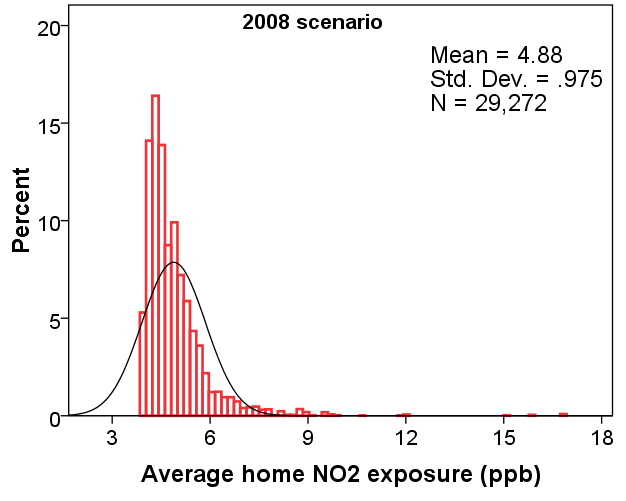 2008 scenario
Mean = 4.88
Std. Dev. = .975
N = 29,272
20
15
10
5
0
Percent
3 6 9 12 15 18
Average home NO2 exposure (ppb)